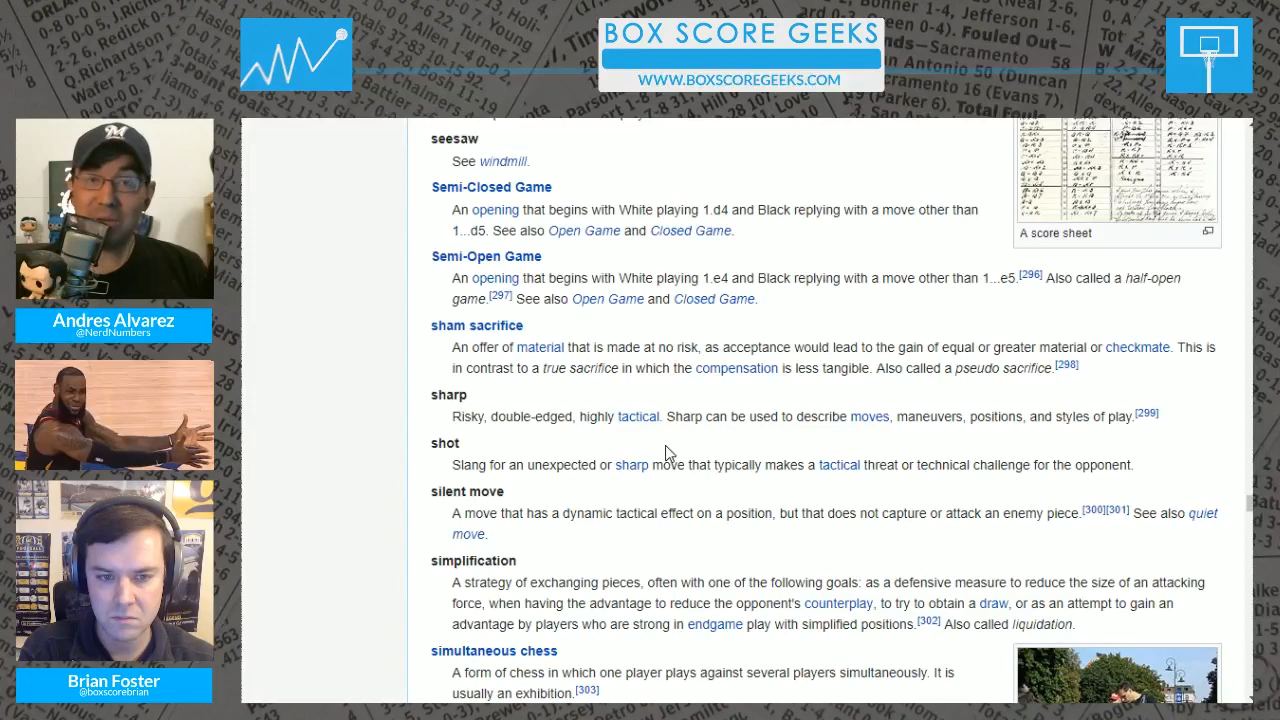 BOX SCORE GEEKS
WWW.BOXSCOREGEEKS.COM
Andres Alvarez
@NerdNumbers
Brian Foster
@boxscorebrian
seesaw
See windmill.
Semi-Closed Game
An opening that begins with White playing 1.d4 and Black replying with a move other than
1...d5. See also Open Game and Closed Game.
A score sheet
Semi-Open Game
An opening that begins with White playing 1.e4 and Black replying with a move other than 1...e5.[296] Also called a half-open
game.[297] See also Open Game and Closed Game.
sham sacrifice
An offer of material that is made at no risk, as acceptance would lead to the gain of equal or greater material or checkmate. This is
in contrast to a true sacrifice in which the compensation is less tangible. Also called a pseudo sacrifice.[298]
sharp
Risky, double-edged, highly tactical. Sharp can be used to describe moves, maneuvers, positions, and styles of play.[299]
shot
Slang for an unexpected or sharp move that typically makes a tactical threat or technical challenge for the opponent.
silent move
A move that has a dynamic tactical effect on a position, but that does not capture or attack an enemy piece.[300][301] See also quiet
move.
simplification
A strategy of exchanging pieces, often with one of the following goals: as a defensive measure to reduce the size of an attacking
force, when having the advantage to reduce the opponent's counterplay, to try to obtain a draw, or as an attempt to gain an
advantage by players who are strong in endgame play with simplified positions.[302] Also called liquidation.
simultaneous chess
A form of chess in which one player plays against several players simultaneously. It is
usually an exhibition.[303]